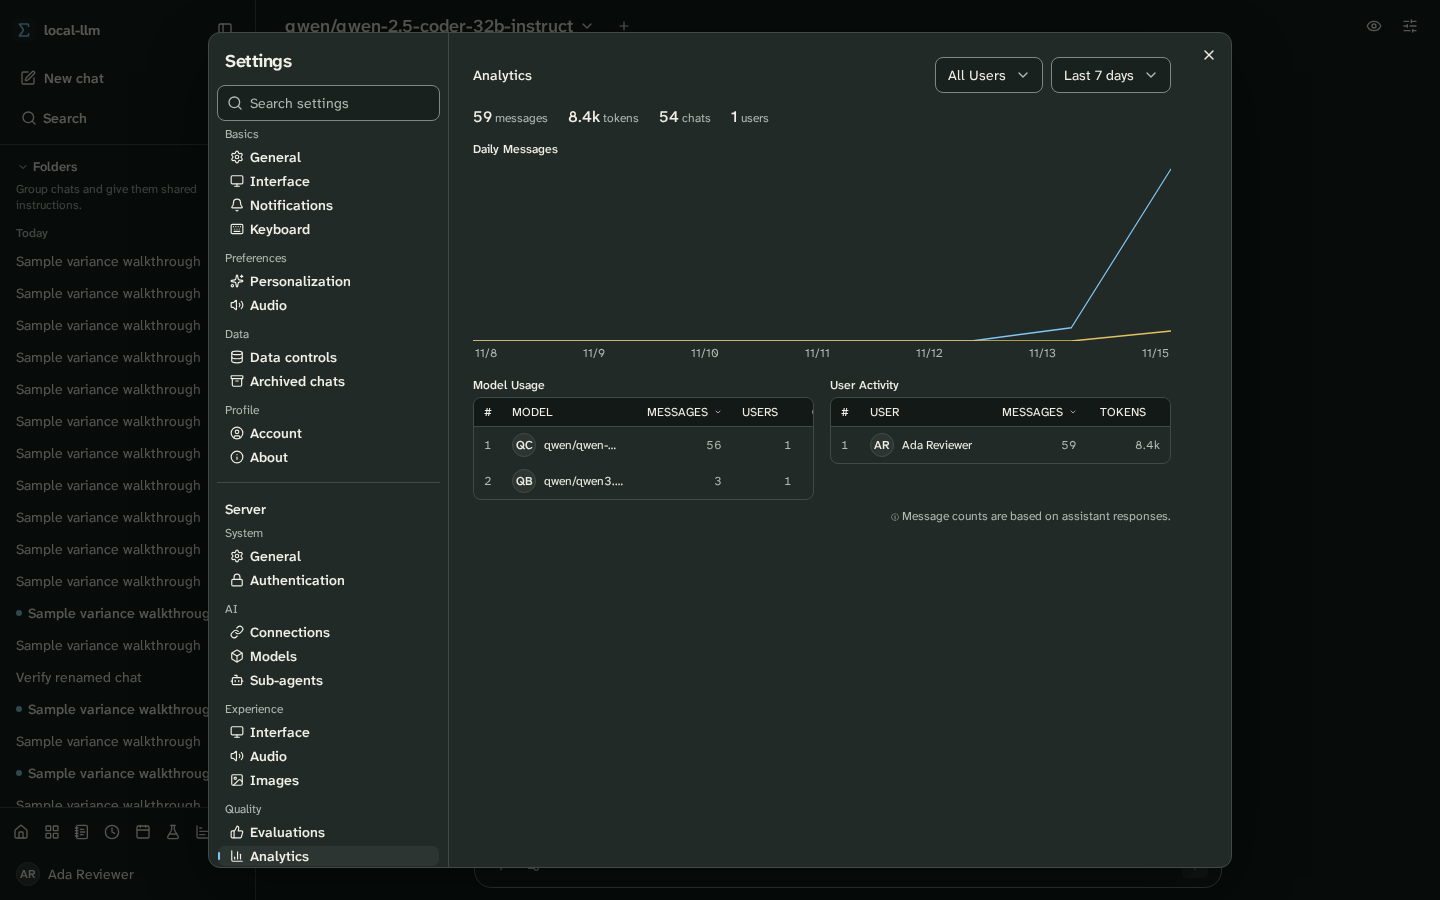 local-llm
qwen/qwen-2.5-coder-32b-instruct
New chat
Search
Folders
Group chats and give them shared
instructions.
Today
Sample variance walkthrough
Sample variance walkthrough
Sample variance walkthrough
Sample variance walkthrough
Sample variance walkthrough
Sample variance walkthrough
Sample variance walkthrough
Sample variance walkthrough
Sample variance walkthrough
Sample variance walkthrough
Sample variance walkthrough
Sample variance walkthroug
Sample variance walkthrough
Verify renamed chat
Sample variance walkthroug
Sample variance walkthrough
Sample variance walkthroug
Sample variance walkthrough
AR Ada Reviewer
Settings
Search settings
Basics
General
Interface
Notifications
Keyboard
Preferences
Personalization
Audio
Data
Data controls
Archived chats
Profile
Account
About
Server
System
General
Authentication
AI
Connections
Models
Sub-agents
Experience
Interface
Audio
Images
Quality
Evaluations
Analytics
Analytics
All Users
Last 7 days
59 messages 8.4k tokens 54 chats 1 users
Daily Messages
11/8 11/9 11/10 11/11 11/12 11/13 11/15
Model Usage
# MODEL MESSAGES USERS
1 QC qwen/qwen-... 56 1
2 QB qwen/qwen3.... 3 1
User Activity
# USER MESSAGES TOKENS
1 AR Ada Reviewer 59 8.4k
Message counts are based on assistant responses.